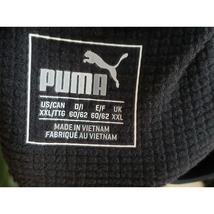 PUMA
US/CAN D/I E/F UK
XXL/TTG 60/62 60/62 XXL
MADE IN VIETNAM
FABRIQUÉ AU VIETNAM